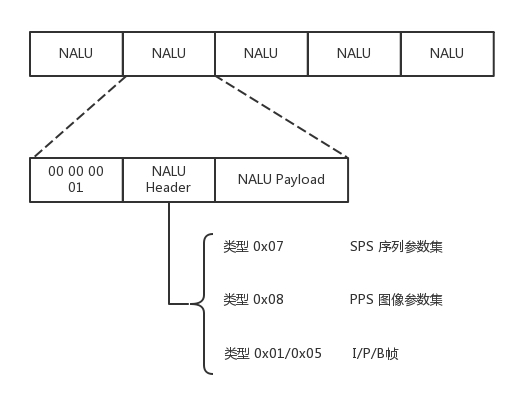 NALU NALU NALU NALU NALU
00 00 00
01
NALU
Header
NALU Payload
类型 0x07 SPS 序列参数集
类型 0x08 PPS 图像参数集
类型 0x01/0x05 I/P/B帧